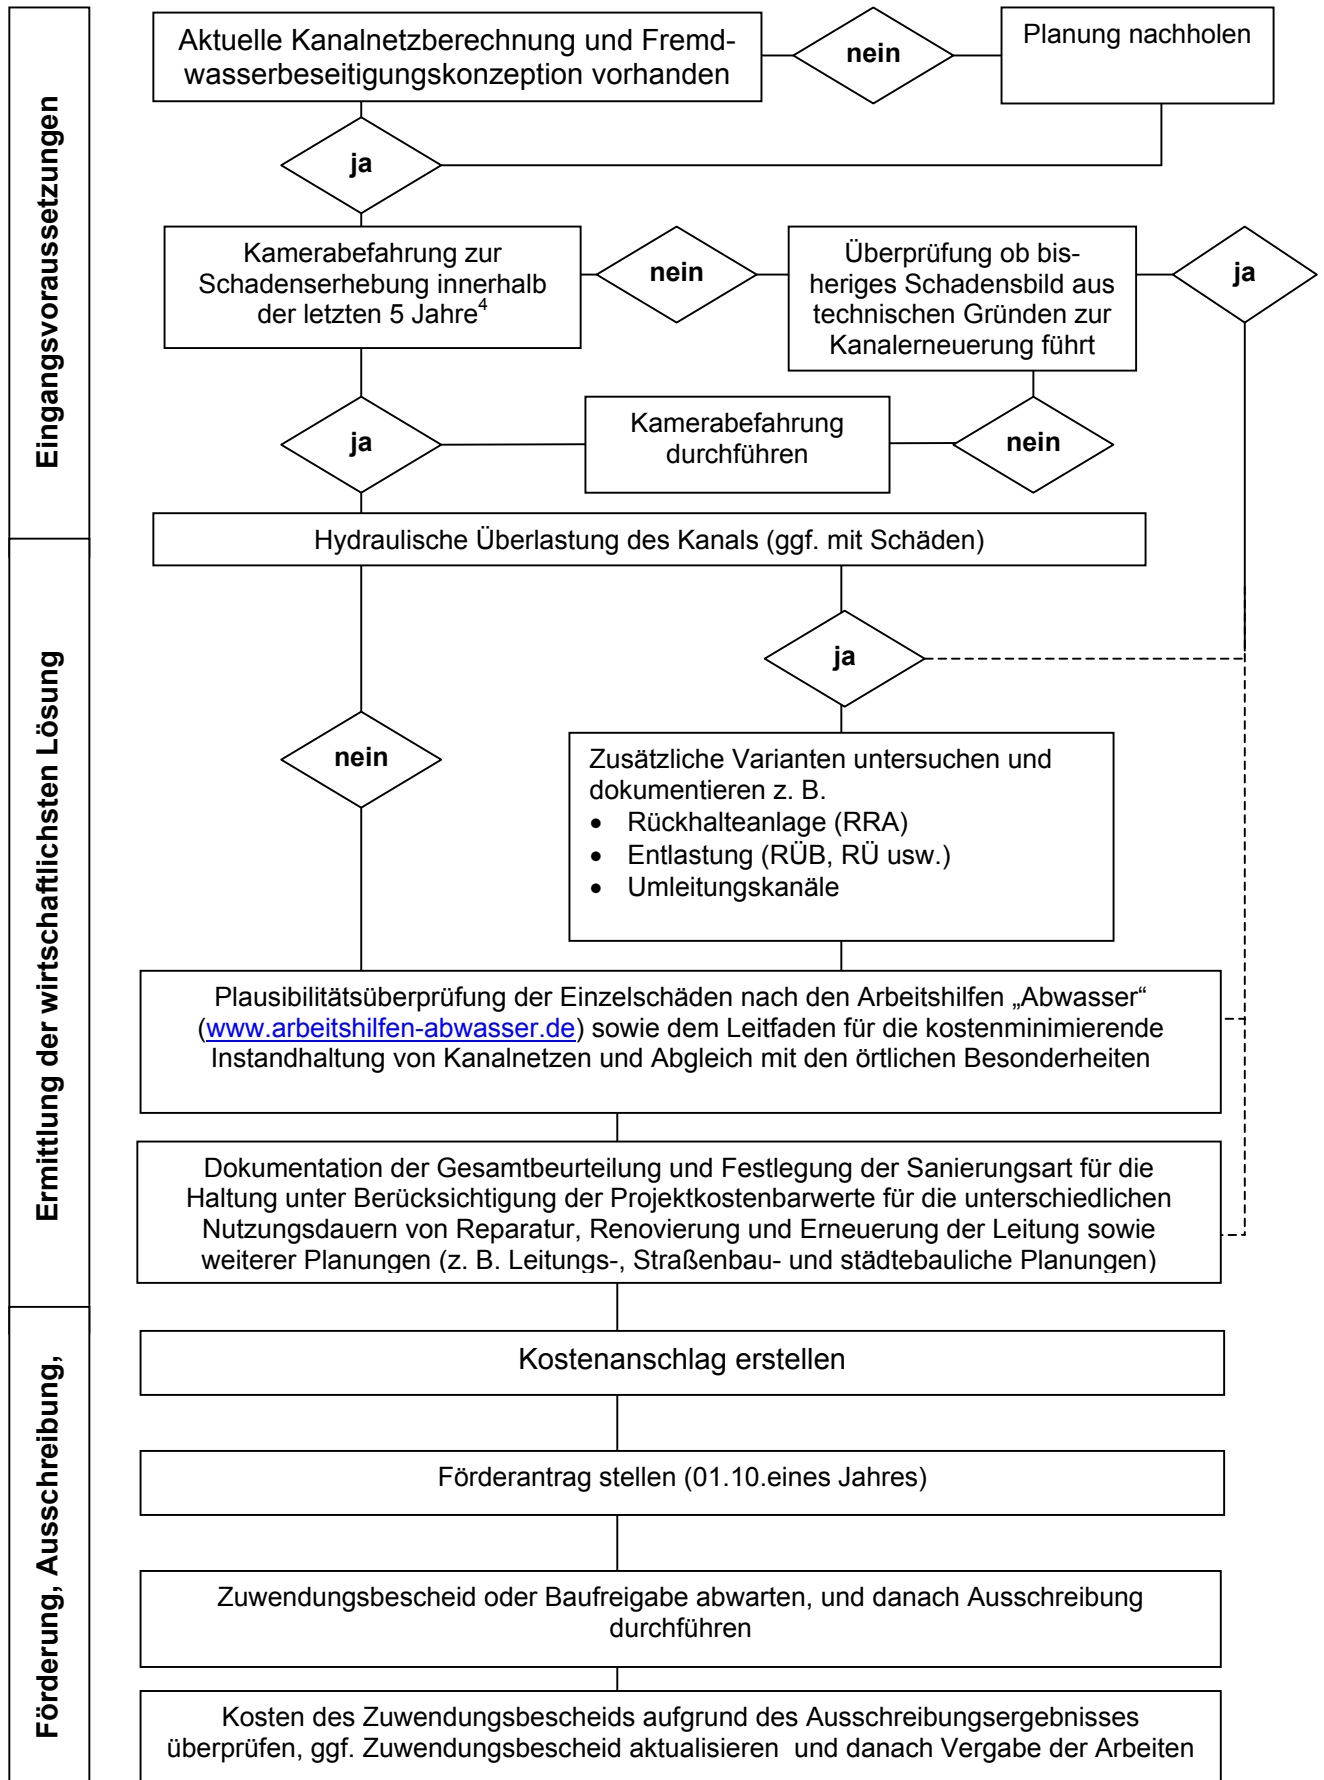 Eingangsvoraussetzungen
Aktuelle Kanalnetzberechnung und Fremd-
wasserbeseitigungskonzeption vorhanden
nein
Planung nachholen
ja
Kamerabefahrung zur
Schadenserhebung innerhalb
der letzten 5 Jahre⁴
nein
Überprüfung ob bis-
heriges Schadensbild aus
technischen Gründen zur
Kanalerneuerung führt
ja
ja
Kamerabefahrung
durchführen
nein
Hydraulische Überlastung des Kanals (ggf. mit Schäden)
Ermittlung der wirtschaftlichsten Lösung
ja
nein
Zusätzliche Varianten untersuchen und
dokumentieren z. B.
• Rückhalteanlage (RRA)
• Entlastung (RÜB, RÜ usw.)
• Umleitungskanäle
Plausibilitätsüberprüfung der Einzelschäden nach den Arbeitshilfen „Abwasser“
(www.arbeitshilfen-abwasser.de) sowie dem Leitfaden für die kostenminimierende
Instandhaltung von Kanalnetzen und Abgleich mit den örtlichen Besonderheiten
Dokumentation der Gesamtbeurteilung und Festlegung der Sanierungsart für die
Haltung unter Berücksichtigung der Projektkostenbarwerte für die unterschiedlichen
Nutzungsdauern von Reparatur, Renovierung und Erneuerung der Leitung sowie
weiterer Planungen (z. B. Leitungs-, Straßenbau- und städtebauliche Planungen)
Förderung, Ausschreibung,
Kostenanschlag erstellen
Förderantrag stellen (01.10.eines Jahres)
Zuwendungsbescheid oder Baufreigabe abwarten, und danach Ausschreibung
durchführen
Kosten des Zuwendungsbescheids aufgrund des Ausschreibungsergebnisses
überprüfen, ggf. Zuwendungsbescheid aktualisieren und danach Vergabe der Arbeiten